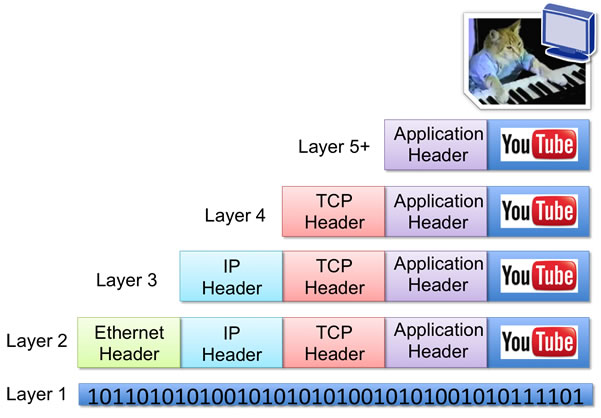 Layer 5+
Application
Header
YouTube
Layer 4
TCP
Header
Application
Header
YouTube
Layer 3
IP
Header
TCP
Header
Application
Header
YouTube
Layer 2
Ethernet
Header
IP
Header
TCP
Header
Application
Header
YouTube
Layer 1
1011010101001010101010010101001010111101